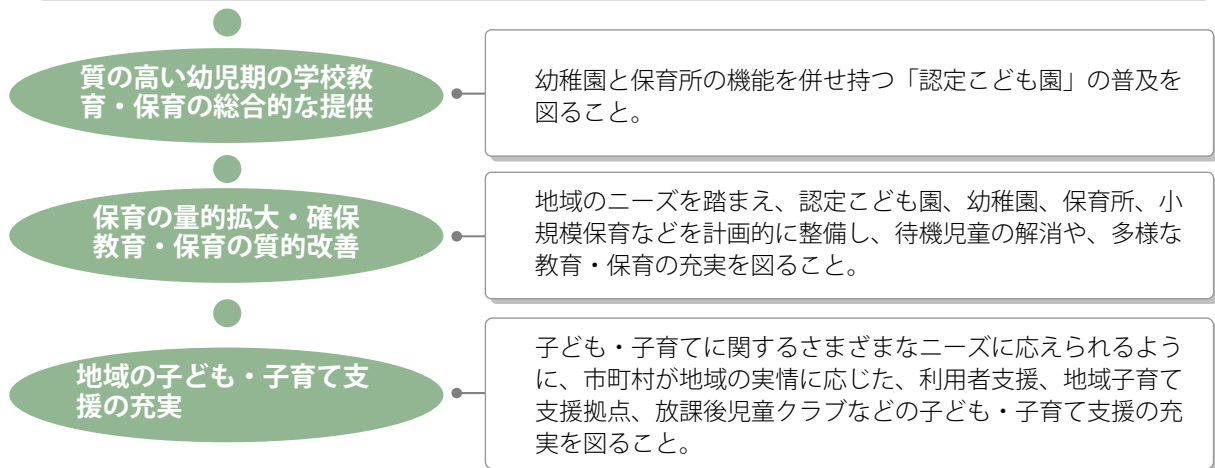 質の高い幼児期の学校教
育・保育の総合的な提供
幼稚園と保育所の機能を併せ持つ「認定こども園」の普及を
図ること。
保育の量的拡大・確保
教育・保育の質的改善
地域のニーズを踏まえ、認定こども園、幼稚園、保育所、小
規模保育などを計画的に整備し、待機児童の解消や、多様な
教育・保育の充実を図ること。
地域の子ども・子育て支
援の充実
子ども・子育てに関するさまざまなニーズに応えられるよう
に、市町村が地域の実情に応じた、利用者支援、地域子育て
支援拠点、放課後児童クラブなどの子ども・子育て支援の充
実を図ること。